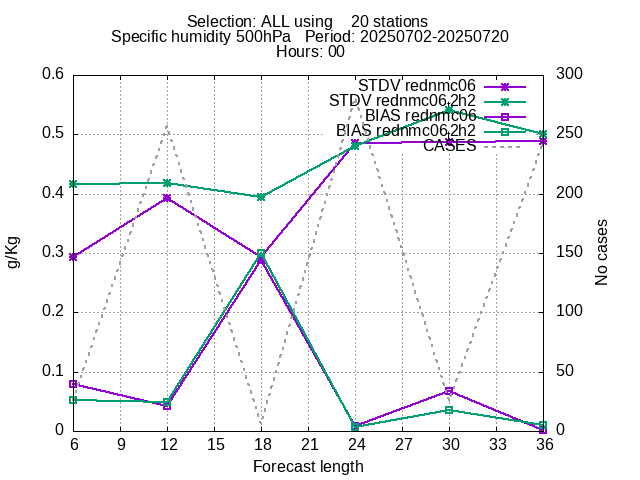 Selection: ALL using    20 stations
Specific humidity 500hPa   Period: 20250702-20250720
Hours: 00
STDV rednmc06
STDV rednmc06.2h2
BIAS rednmc06
BIAS rednmc06.2h2
CASES
0.6
0.5
0.4
0.3
0.2
0.1
0
g/Kg
300
250
200
150
100
50
0
No cases
6 9 12 15 18 21 24 27 30 33 36
Forecast length